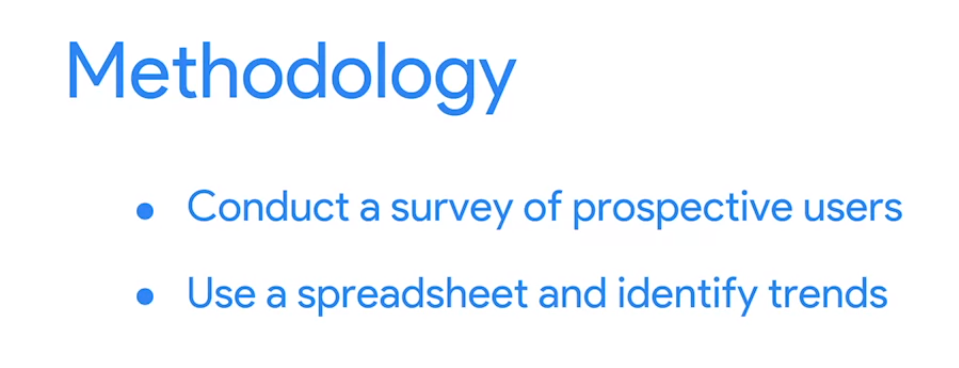 Methodology
• Conduct a survey of prospective users
• Use a spreadsheet and identify trends